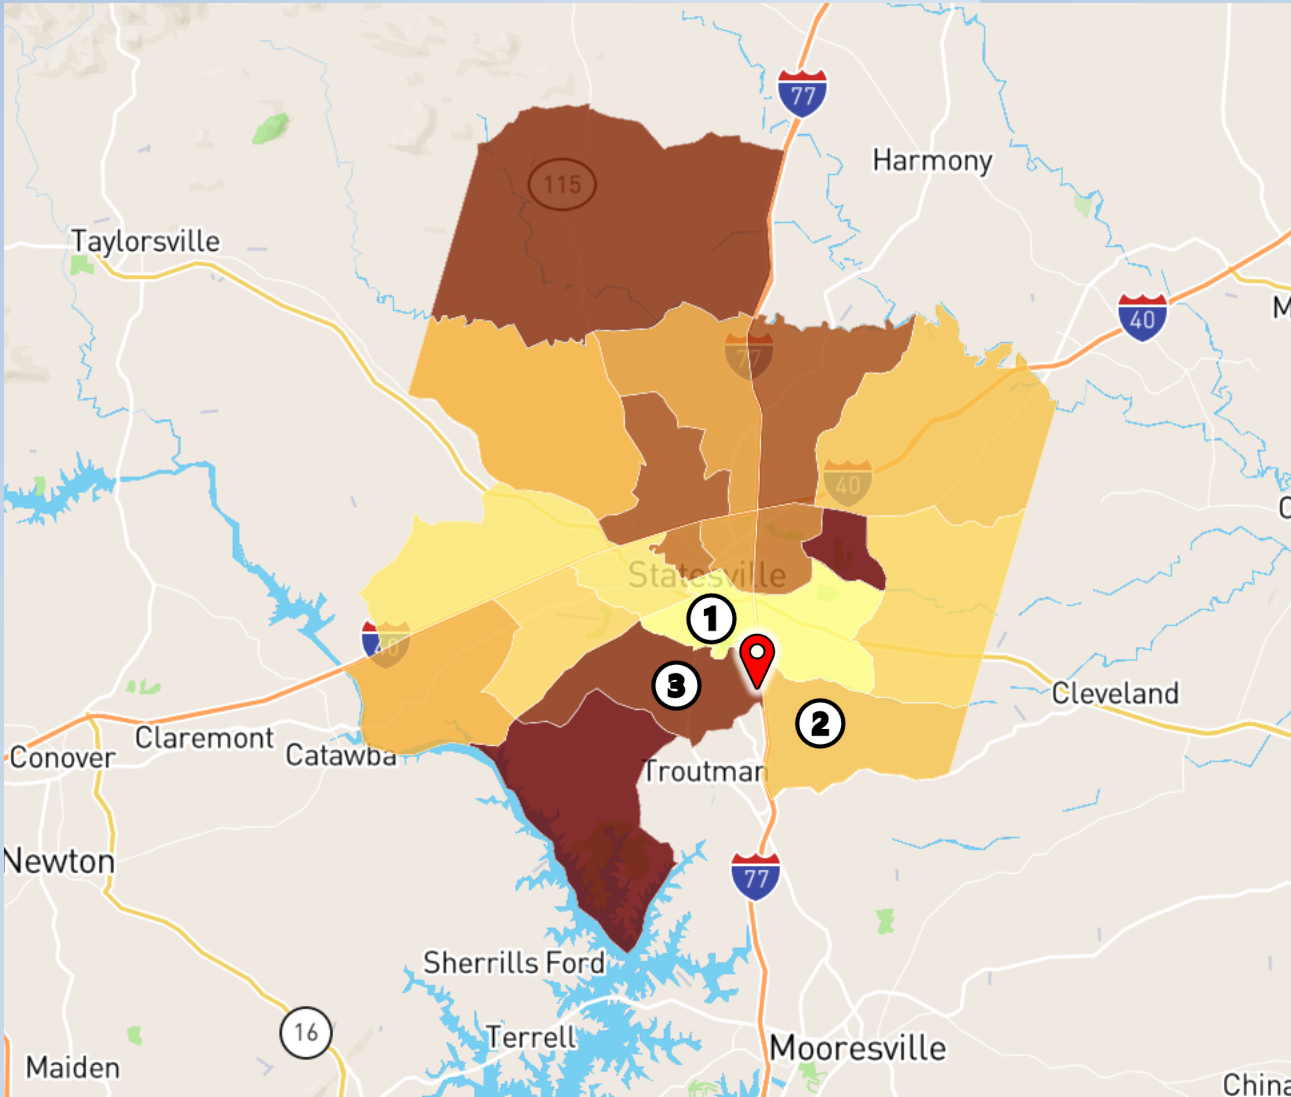 77
Harmony
115
Taylorsville
M
40
77
40
C
Statesville
1
40
3
2
Cleveland
Claremont
Conover
Catawba
Troutman
Newton
77
Sherrills Ford
16
Terrell
Mooresville
Maiden
China